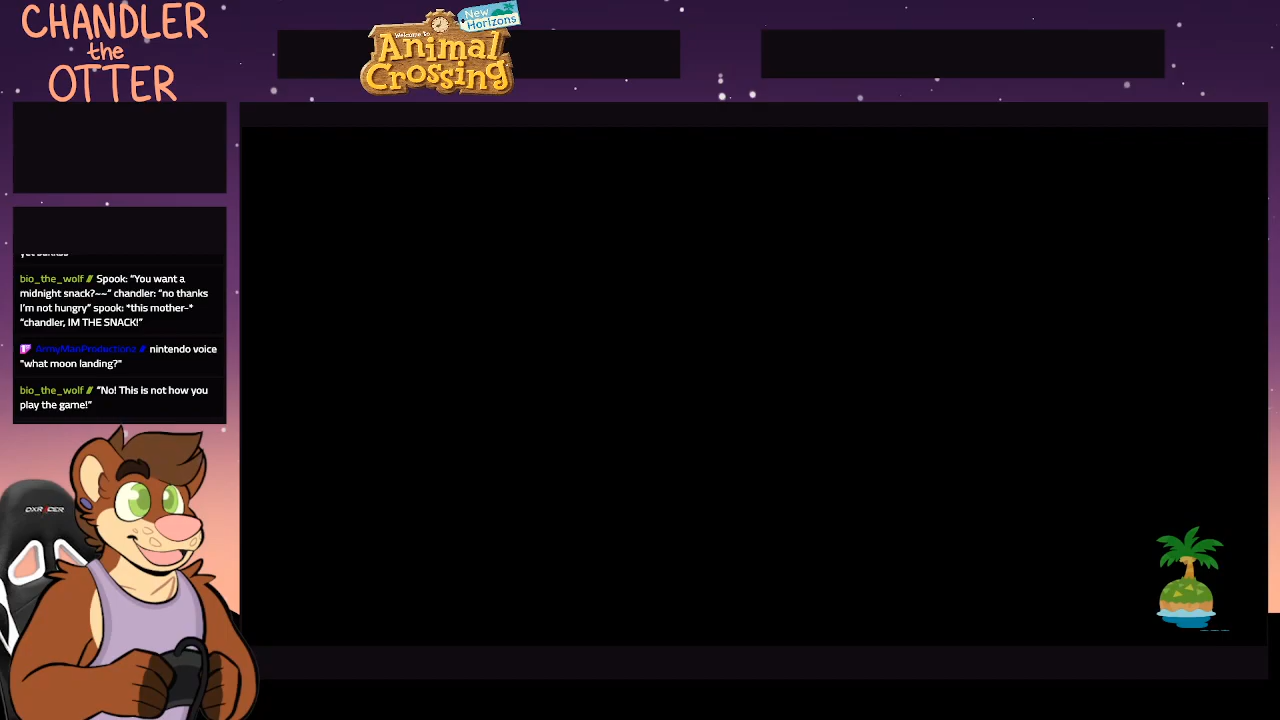 CHANDLER
the
OTTER
New
Horizons
Welcome to
Animal
Crossing
bio_the_wolf // Spook: “You want a
midnight snack?~~” chandler: “no thanks
I’m not hungry” spook: *this mother-*
“chandler, IM THE SNACK!”
ArmyManProductionz // nintendo voice
"what moon landing?"
bio_the_wolf // “No! This is not how you
play the game!”
DXRACER